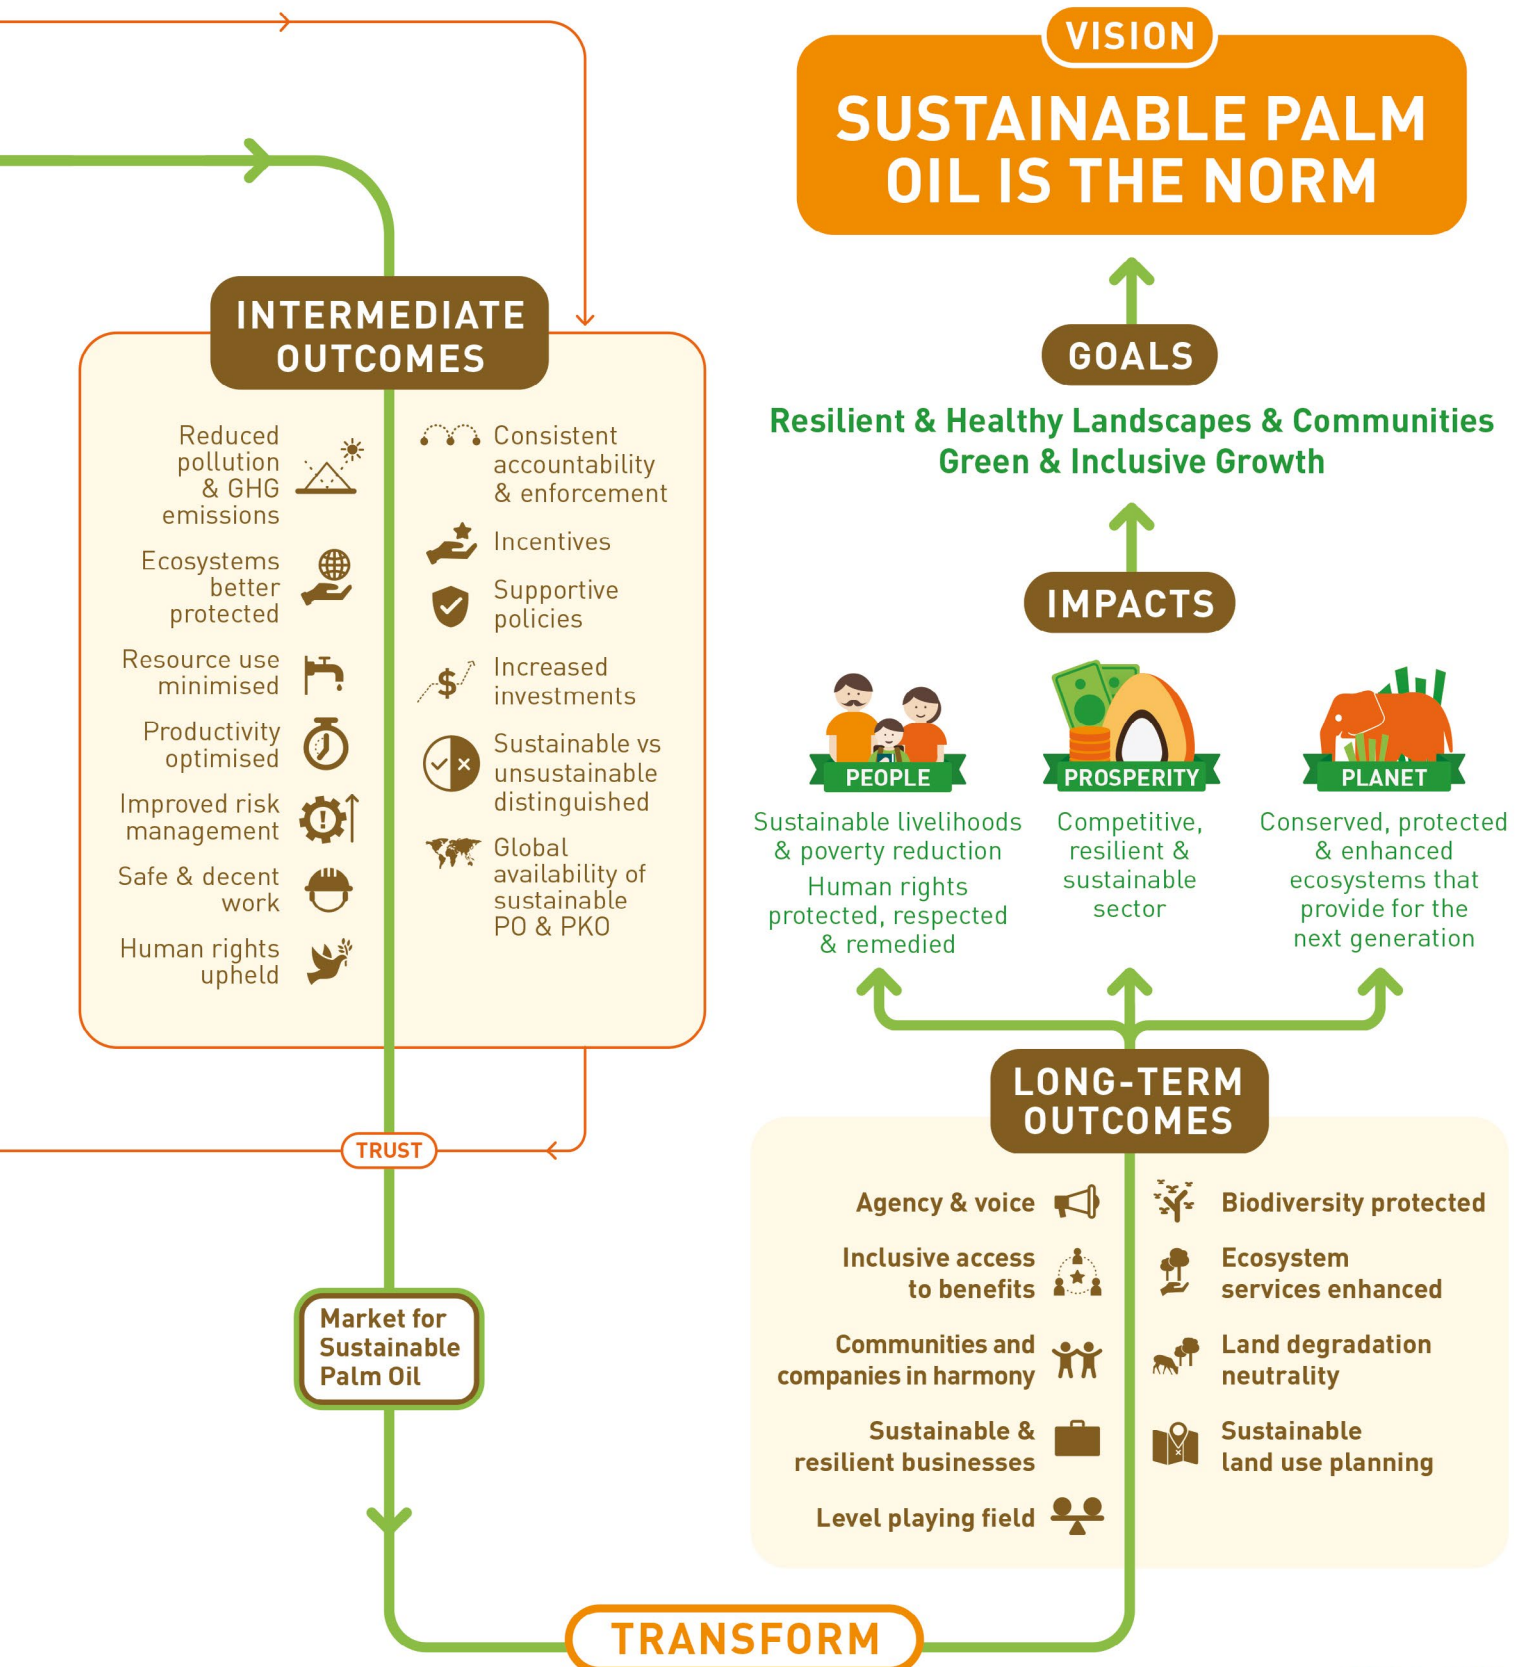 VISION
SUSTAINABLE PALM
OIL IS THE NORM
GOALS
Resilient & Healthy Landscapes & Communities
Green & Inclusive Growth
IMPACTS
PEOPLE
Sustainable livelihoods
& poverty reduction
Human rights
protected, respected
& remedied
PROSPERITY
Competitive,
resilient &
sustainable
sector
PLANET
Conserved, protected
& enhanced
ecosystems that
provide for the
next generation
INTERMEDIATE
OUTCOMES
Reduced
pollution
& GHG
emissions
Ecosystems
better
protected
Resource use
minimised
Productivity
optimised
Improved risk
management
Safe & decent
work
Human rights
upheld
Consistent
accountability
& enforcement
Incentives
Supportive
policies
$
Increased
investments
Sustainable vs
unsustainable
distinguished
Global
availability of
sustainable
PO & PKO
TRUST
Market for
Sustainable
Palm Oil
LONG-TERM
OUTCOMES
Agency & voice
Inclusive access
to benefits
Communities and
companies in harmony
Sustainable &
resilient businesses
Level playing field
Biodiversity protected
Ecosystem
services enhanced
Land degradation
neutrality
Sustainable
land use planning
TRANSFORM